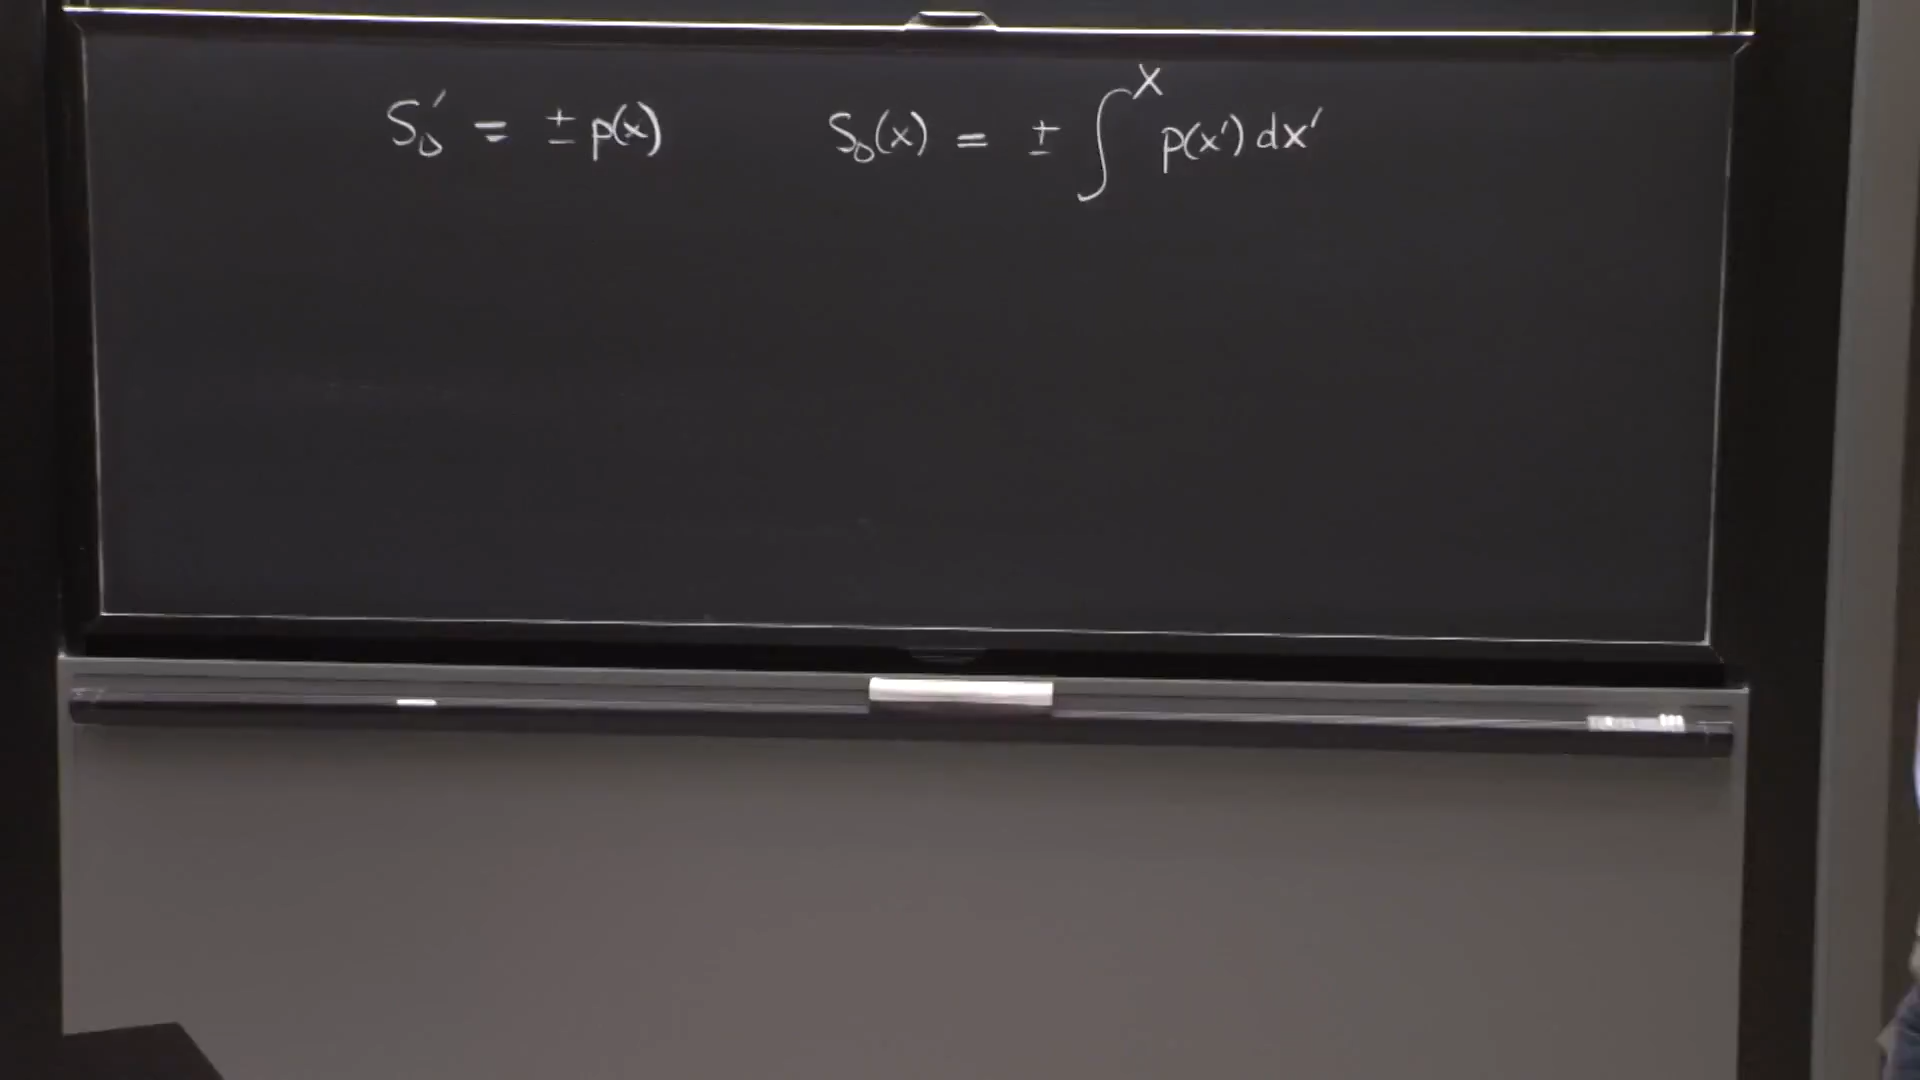 S₀′ = ± p(x)    S₀(x) = ± ∫ˣ p(x′) dx′